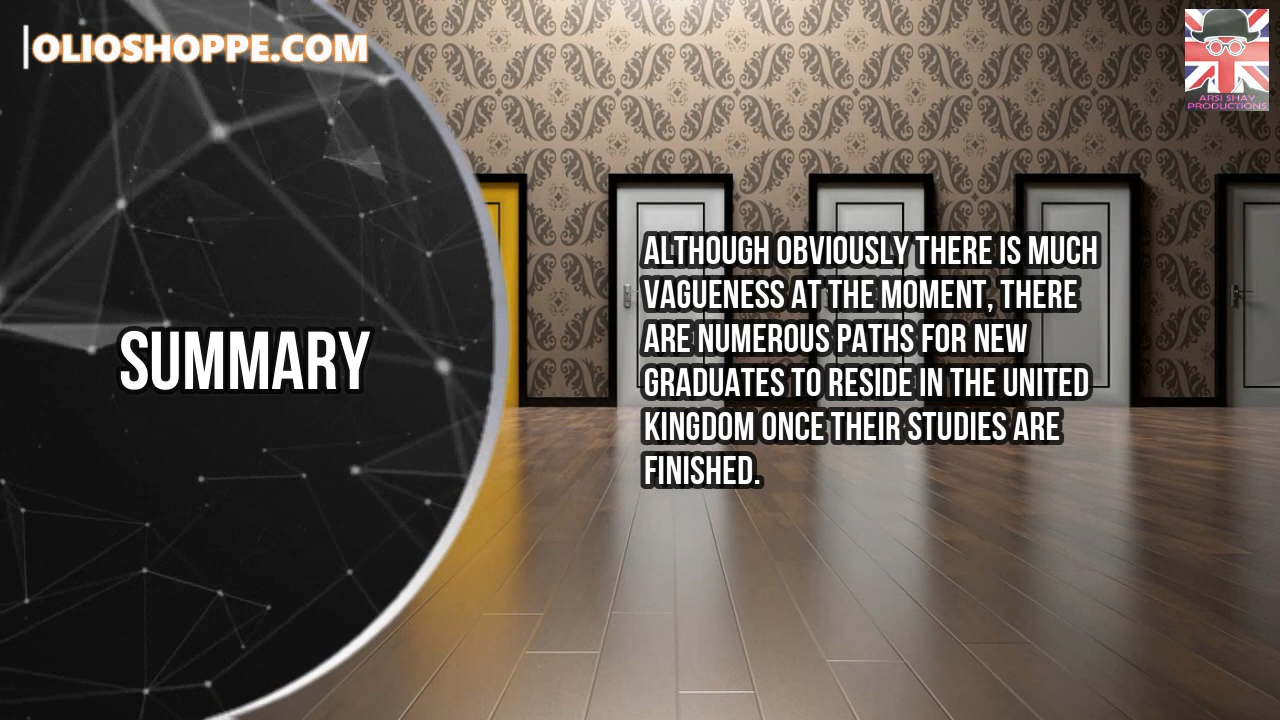 |OLIOSHOPPE.COM
ARSI SHAY
PRODUCTIONS
SUMMARY
ALTHOUGH OBVIOUSLY THERE IS MUCH
VAGUENESS AT THE MOMENT, THERE
ARE NUMEROUS PATHS FOR NEW
GRADUATES TO RESIDE IN THE UNITED
KINGDOM ONCE THEIR STUDIES ARE
FINISHED.